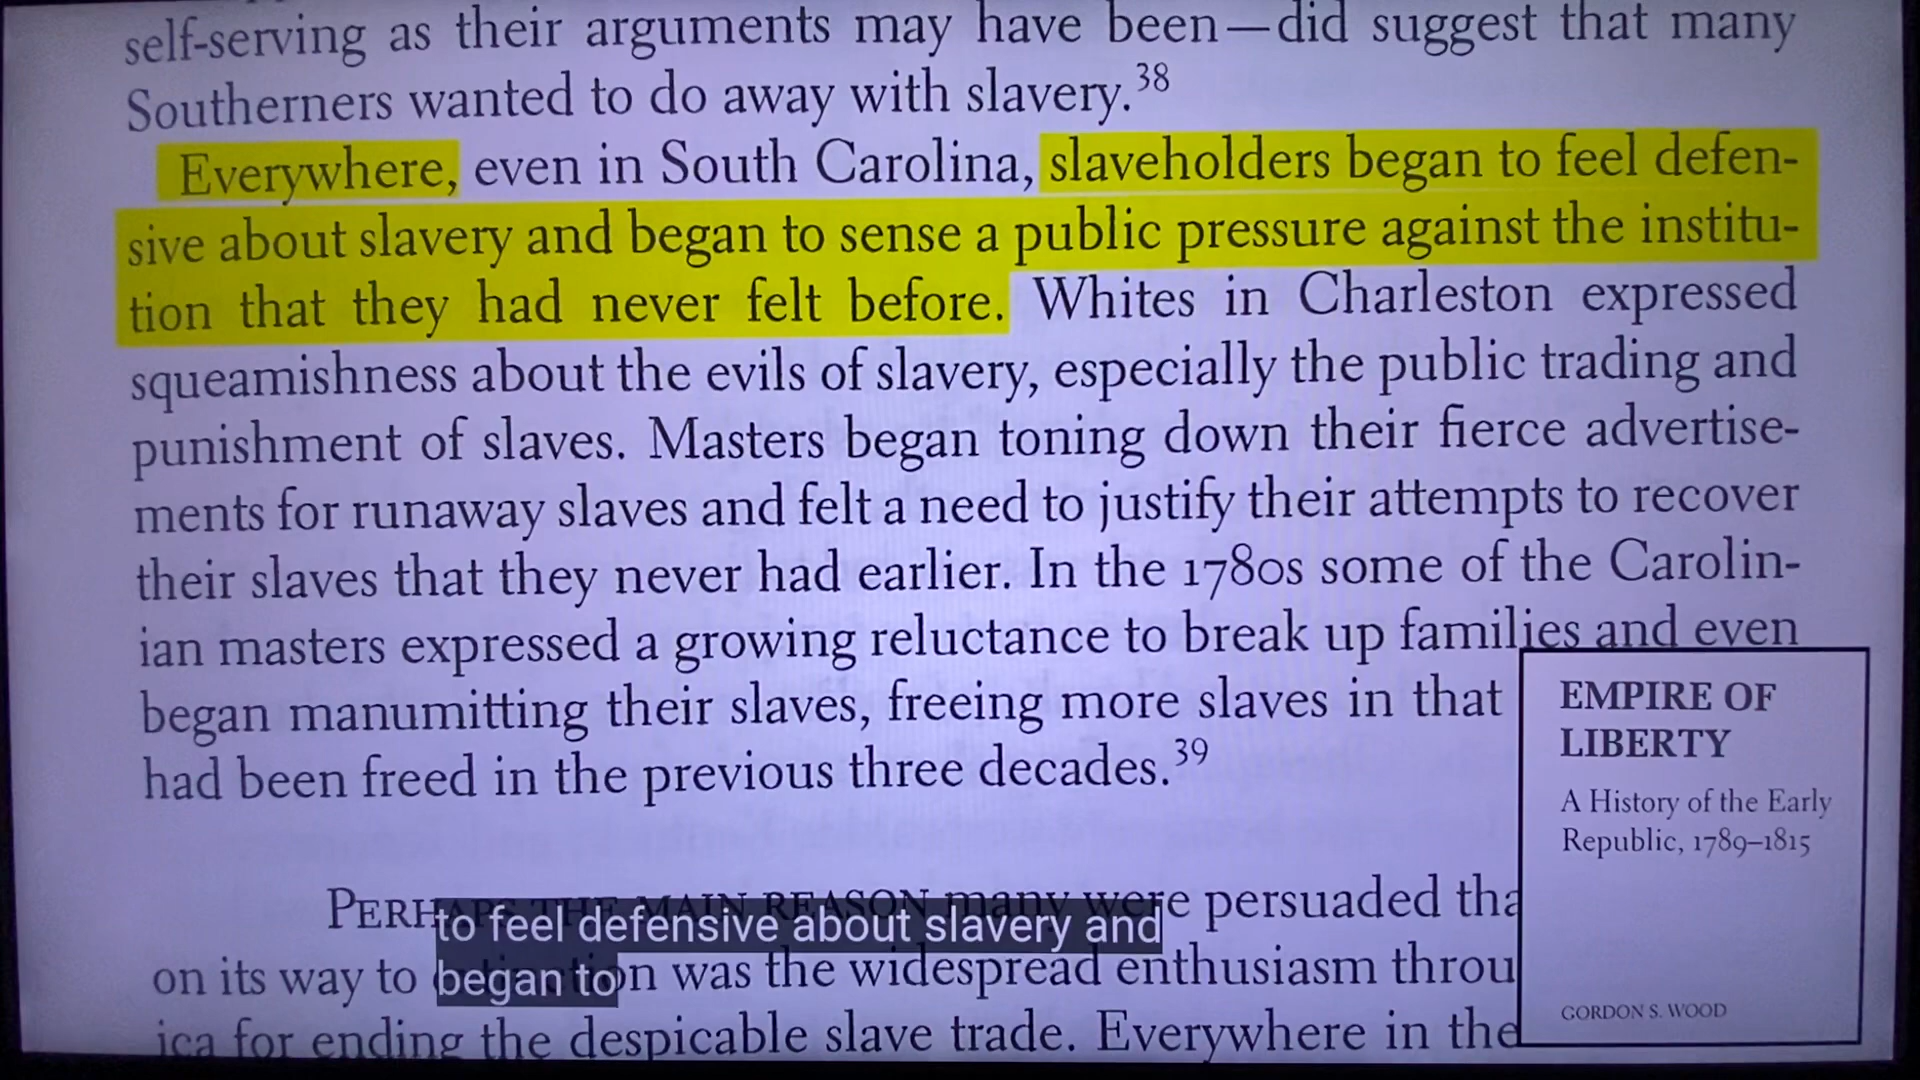 self-serving as their arguments may have been—did suggest that many
Southerners wanted to do away with slavery.38
Everywhere, even in South Carolina, slaveholders began to feel defen-
sive about slavery and began to sense a public pressure against the institu-
tion that they had never felt before. Whites in Charleston expressed
squeamishness about the evils of slavery, especially the public trading and
punishment of slaves. Masters began toning down their fierce advertise-
ments for runaway slaves and felt a need to justify their attempts to recover
their slaves that they never had earlier. In the 1780s some of the Carolin-
ian masters expressed a growing reluctance to break up families and even
began manumitting their slaves, freeing more slaves in that
had been freed in the previous three decades.39
PERHAPS THE MAIN REASON many were persuaded
on its way to was the widespread enthusiasm
ica for ending the despicable slave trade. Everywhere in the
to feel defensive about slavery and
began to
EMPIRE OF
LIBERTY
A History of the Early
Republic, 1789–1815
GORDON S. WOOD